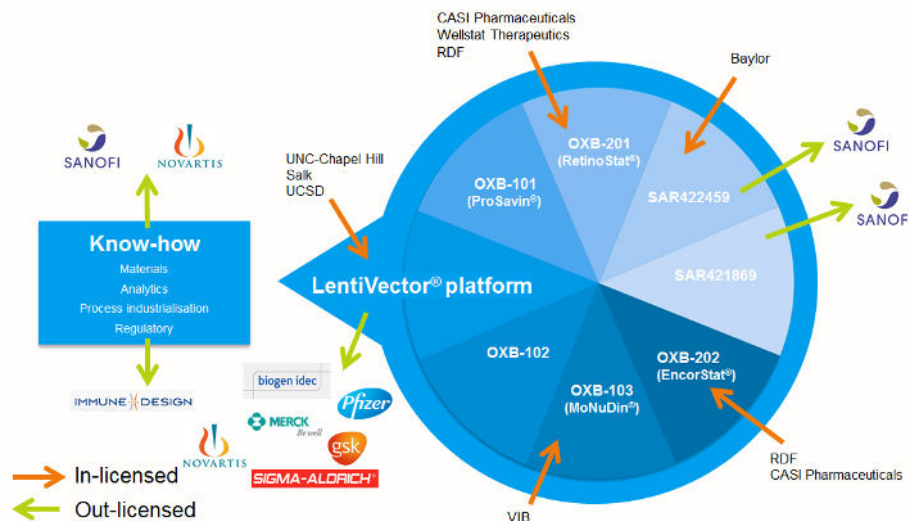 CASI Pharmaceuticals
Wellstat Therapeutics
RDF
Baylor
SANOFI
NOVARTIS
UNC-Chapel Hill
Salk
UCSD
OXB-201
(RetinoStat®)
OXB-101
(ProSavin®)
SAR422459
SANOFI
SANOF
Know-how
Materials
Analytics
Process industrialisation
Regulatory
LentiVector® platform
SAR421869
OXB-102
OXB-103
(MoNuDin®)
OXB-202
(EncorStat®)
IMMUNE DESIGN
biogen idec
Pfizer
MERCK
Be well
gsk
NOVARTIS
SIGMA-ALDRICH®
RDF
CASI Pharmaceuticals
VIB
In-licensed
Out-licensed